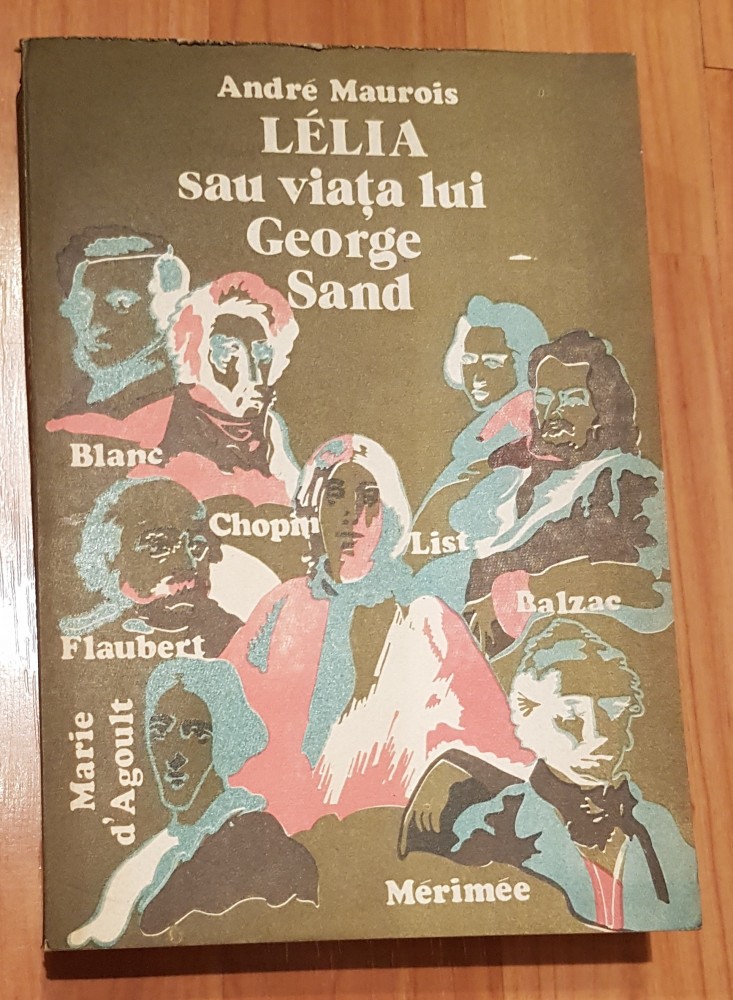 André Maurois
LÉLIA
sau viața lui
George
Sand
Blanc
Chopin
List
Balzac
Flaubert
Marie
d'Agoult
Mérimée